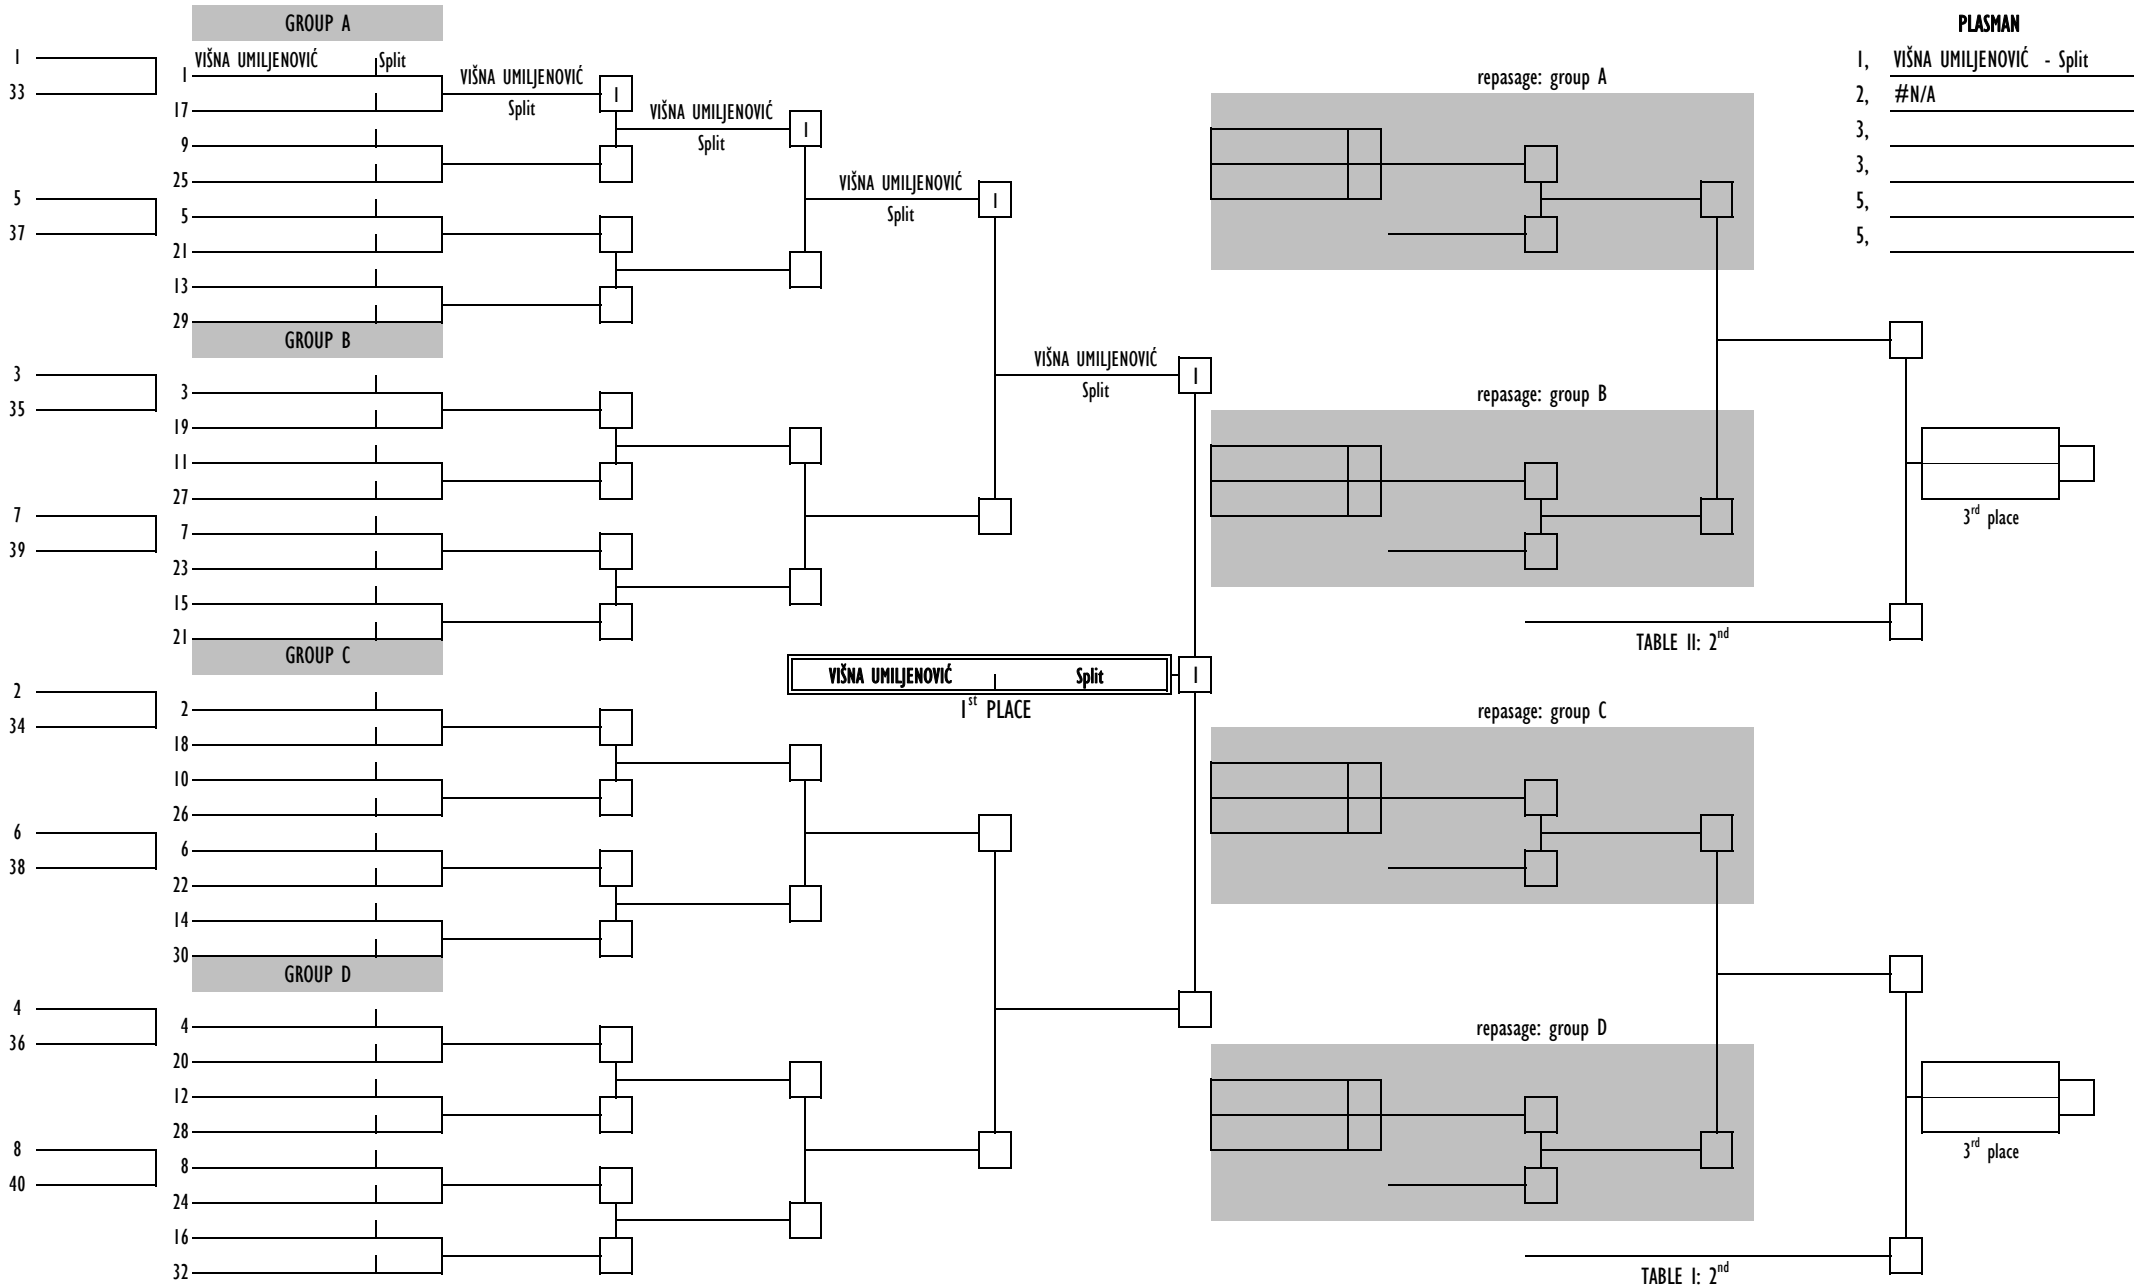 GROUP A
1
33
VIŠNA UMILJENOVIĆ Split
1
17
9
25
5
37
5
21
13
29
GROUP B
3
35
3
19
11
27
7
39
7
23
15
21
GROUP C
2
34
2
18
10
26
6
38
6
22
14
30
GROUP D
4
36
4
20
12
28
8
40
8
24
16
32
VIŠNA UMILJENOVIĆ
Split
1
VIŠNA UMILJENOVIĆ
Split
1
VIŠNA UMILJENOVIĆ
Split
1
VIŠNA UMILJENOVIĆ
Split
1
VIŠNA UMILJENOVIĆ Split
1
1st PLACE
repasage: group A
repasage: group B
TABLE II: 2nd
3rd place
repasage: group C
repasage: group D
TABLE I: 2nd
3rd place
PLASMAN
1, VIŠNA UMILJENOVIĆ - Split
2, #N/A
3,
3,
5,
5,